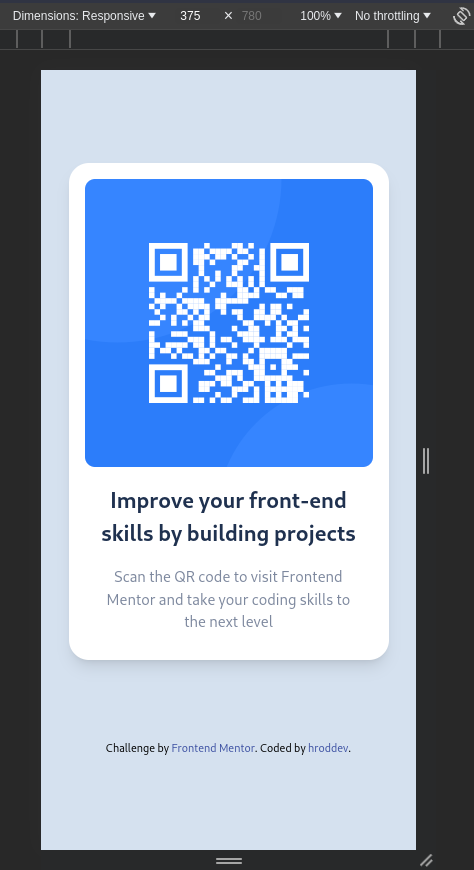 Dimensions: Responsive 375 × 780 100% No throttling
Improve your front-end
skills by building projects
Scan the QR code to visit Frontend
Mentor and take your coding skills to
the next level
Challenge by Frontend Mentor. Coded by hroddev.